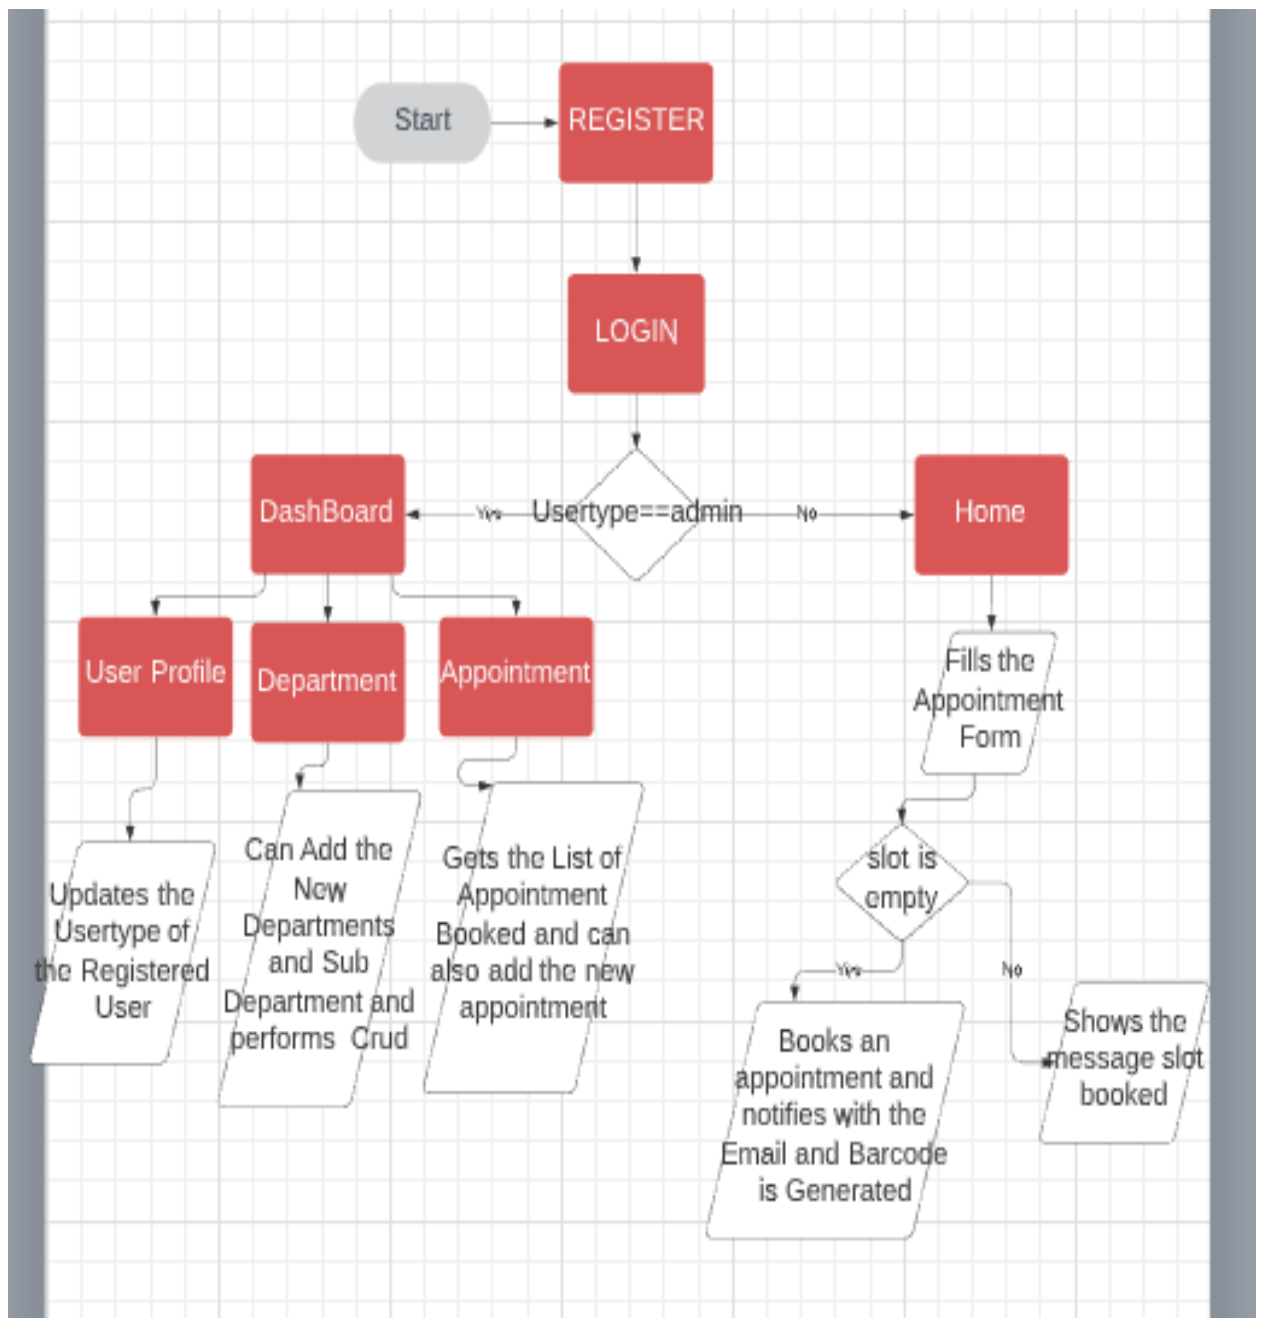 Start
REGISTER
LOGIN
DashBoard
Yes
Usertype==admin
No
Home
User Profile
Department
Appointment
Fills the
Appointment
Form
Updates the
Usertype of
the Registered
User
Can Add the
New
Departments
and Sub
Department and
performs  Crud
Gets the List of
Appointment
Booked and can
also add the new
appointment
slot is
empty
Yes
No
Books an
appointment and
notifies with the
Email and Barcode
is Generated
Shows the
message slot
booked